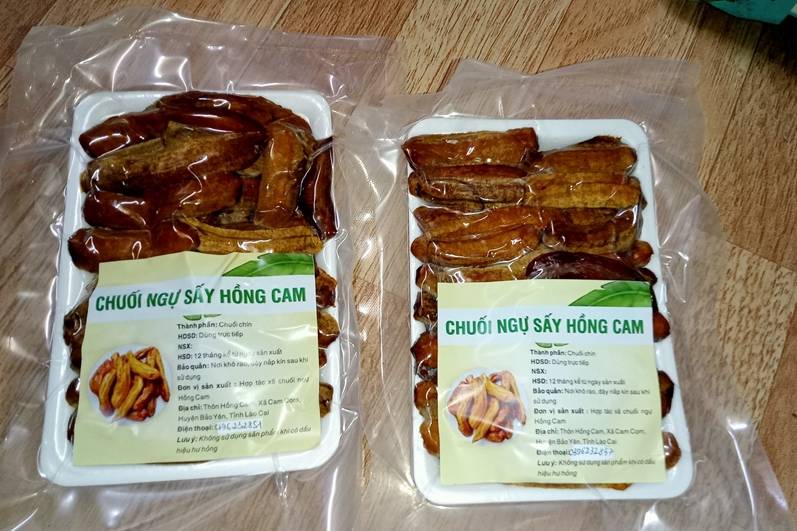 CHUỐI NGỰ SẤY HỒNG CAM
Thành phần: Chuối chín
HDSD: Dùng trực tiếp
NSX:
HSD: 12 tháng kể từ ngày sản xuất
Bảo quản: Nơi khô ráo, đậy nắp kín sau khi
sử dụng
Đơn vị sản xuất : Hợp tác xã chuối ngự
Hồng Cam
Địa chỉ: Thôn Hồng Cam, Xã Cam Cọn,
Huyện Bảo Yên, Tỉnh Lào Cai
Điện thoại:
Lưu ý: Không sử dụng sản phẩm khi có dấu
hiệu hư hỏng
CHUỐI NGỰ SẤY HỒNG CAM
Thành phần: Chuối chín
HDSD: Dùng trực tiếp
NSX:
HSD: 12 tháng kể từ ngày sản xuất
Bảo quản: Nơi khô ráo, đậy nắp kín sau khi
sử dụng
Đơn vị sản xuất : Hợp tác xã chuối ngự
Hồng Cam
Địa chỉ: Thôn Hồng Cam, Xã Cam Cọn,
Huyện Bảo Yên, Tỉnh Lào Cai
Điện thoại:
Lưu ý: Không sử dụng sản phẩm khi có dấu
hiệu hư hỏng